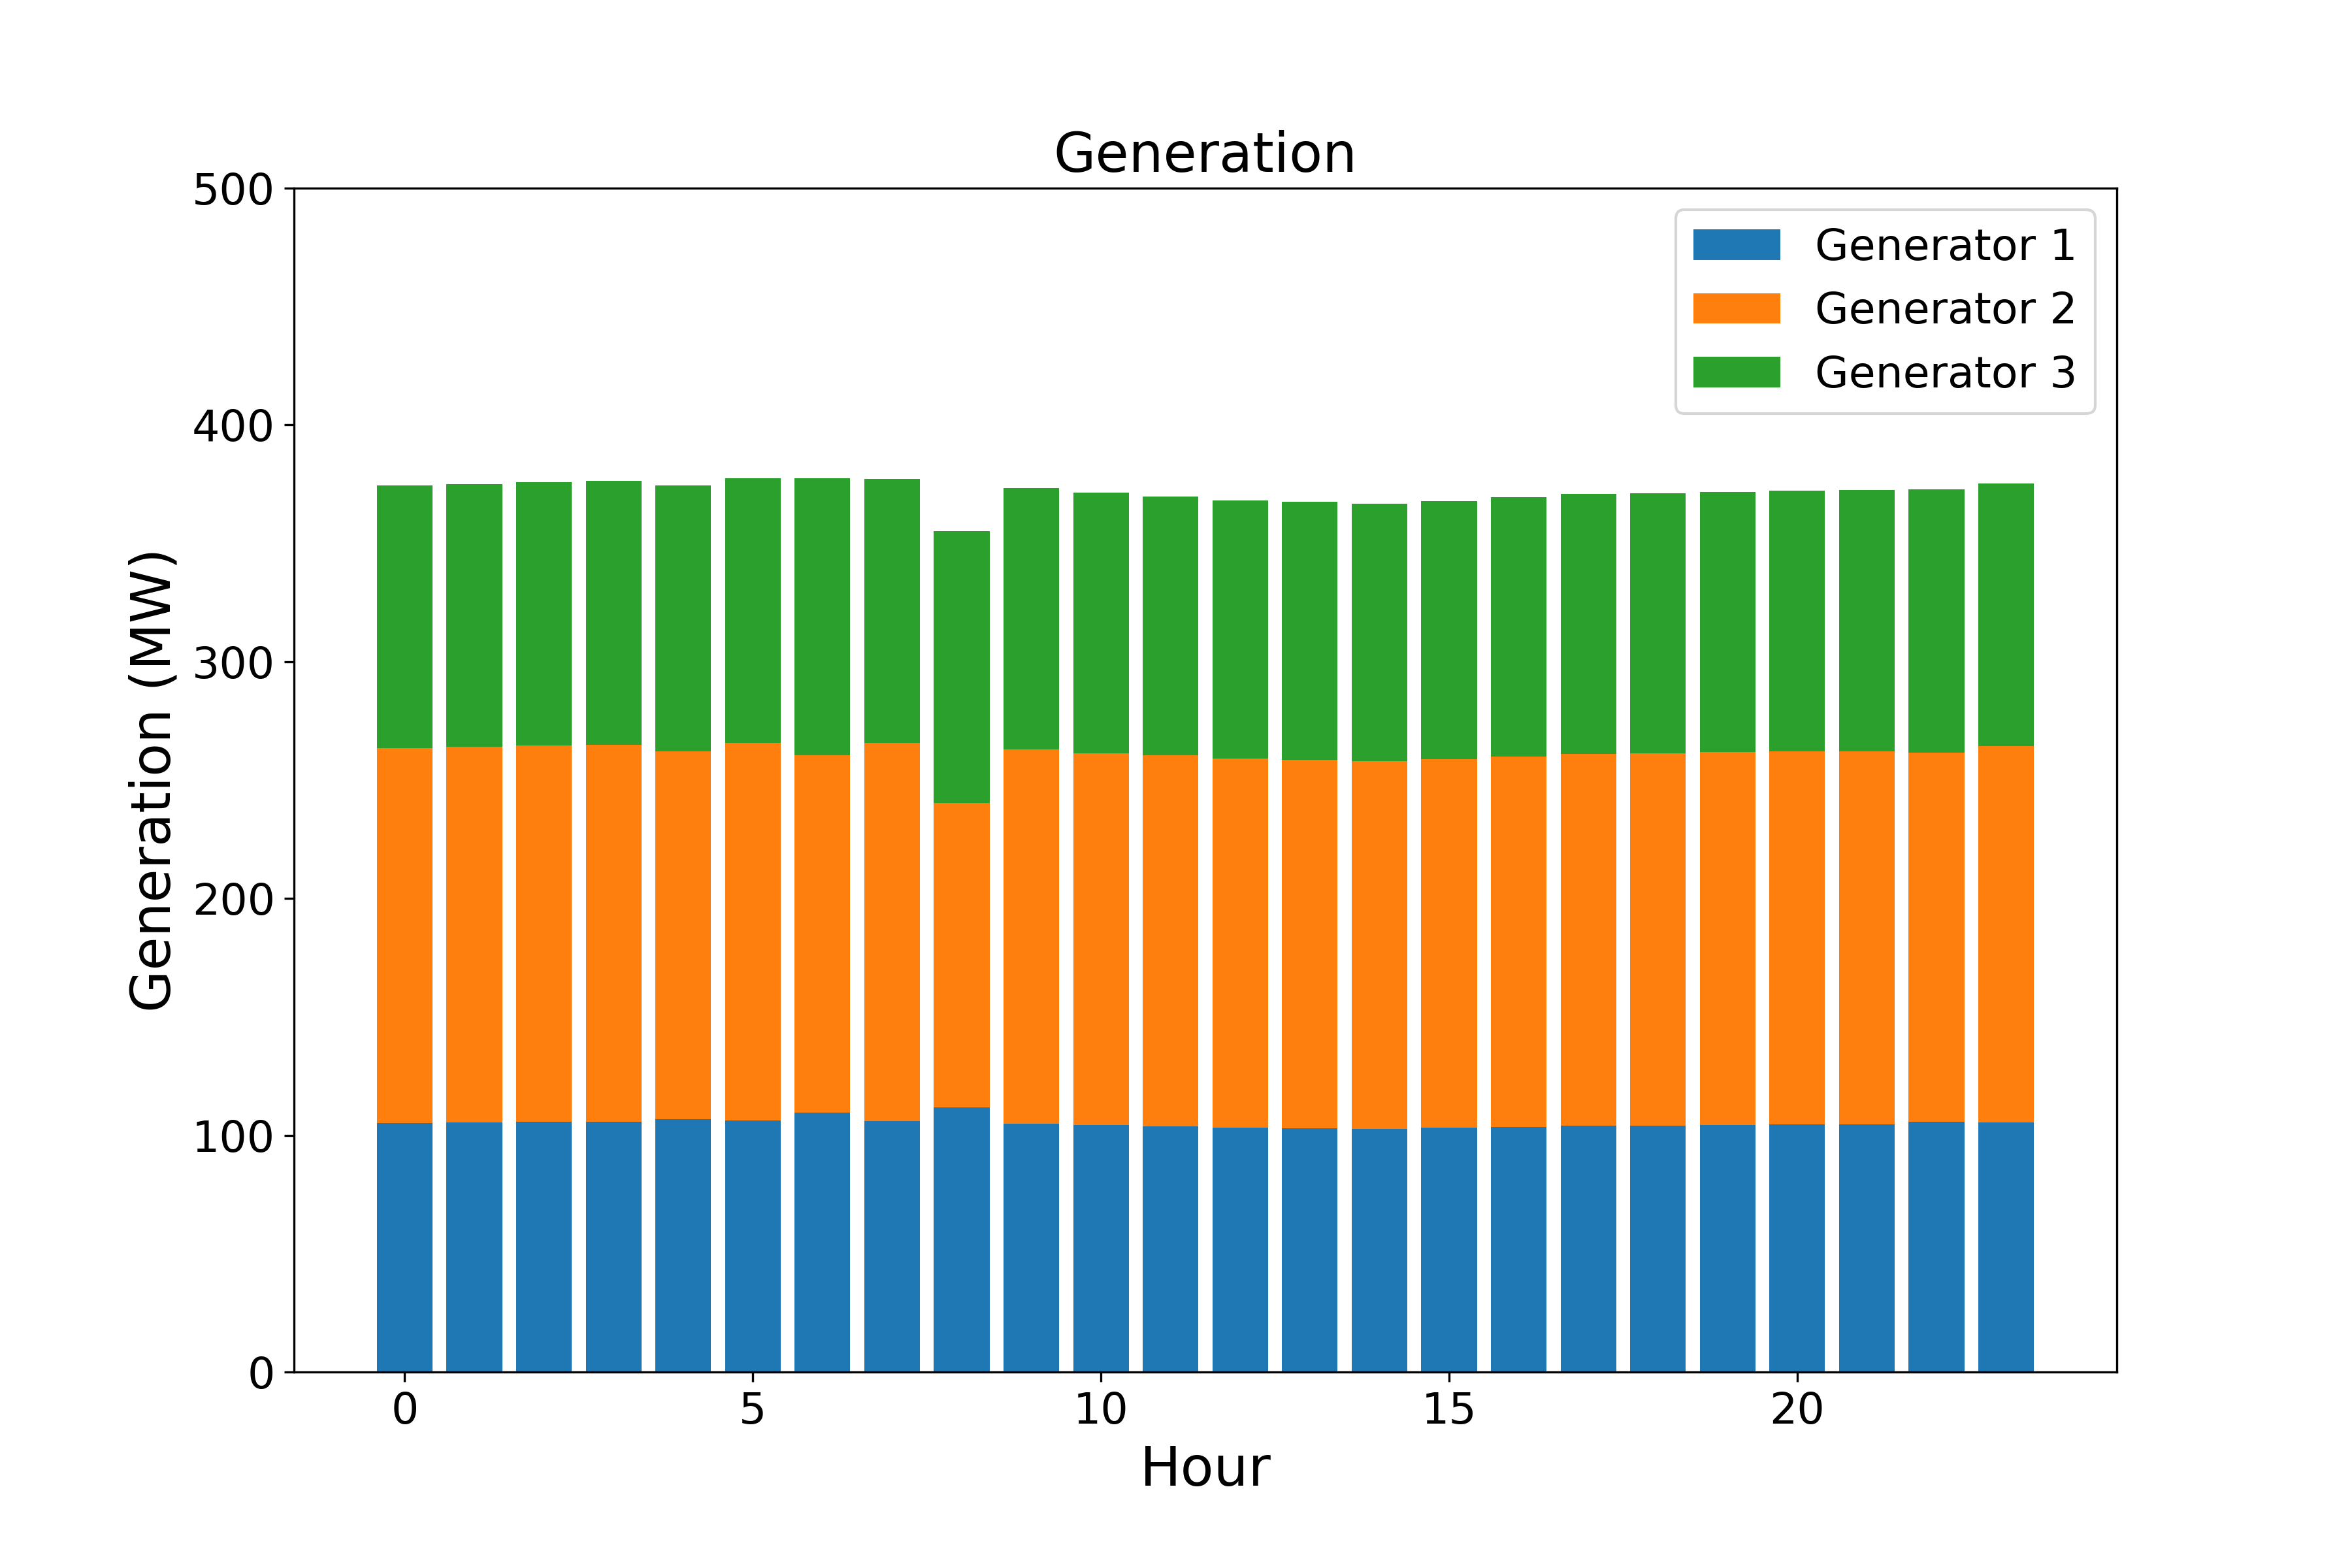 Generation
500
400
300
200
100
0
Generation (MW)
Generator 1
Generator 2
Generator 3
0 5 10 15 20
Hour